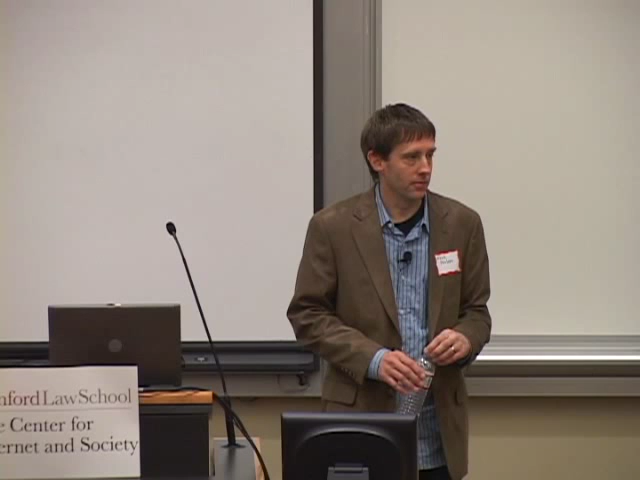 nford Law School
e Center for
ernet and Society